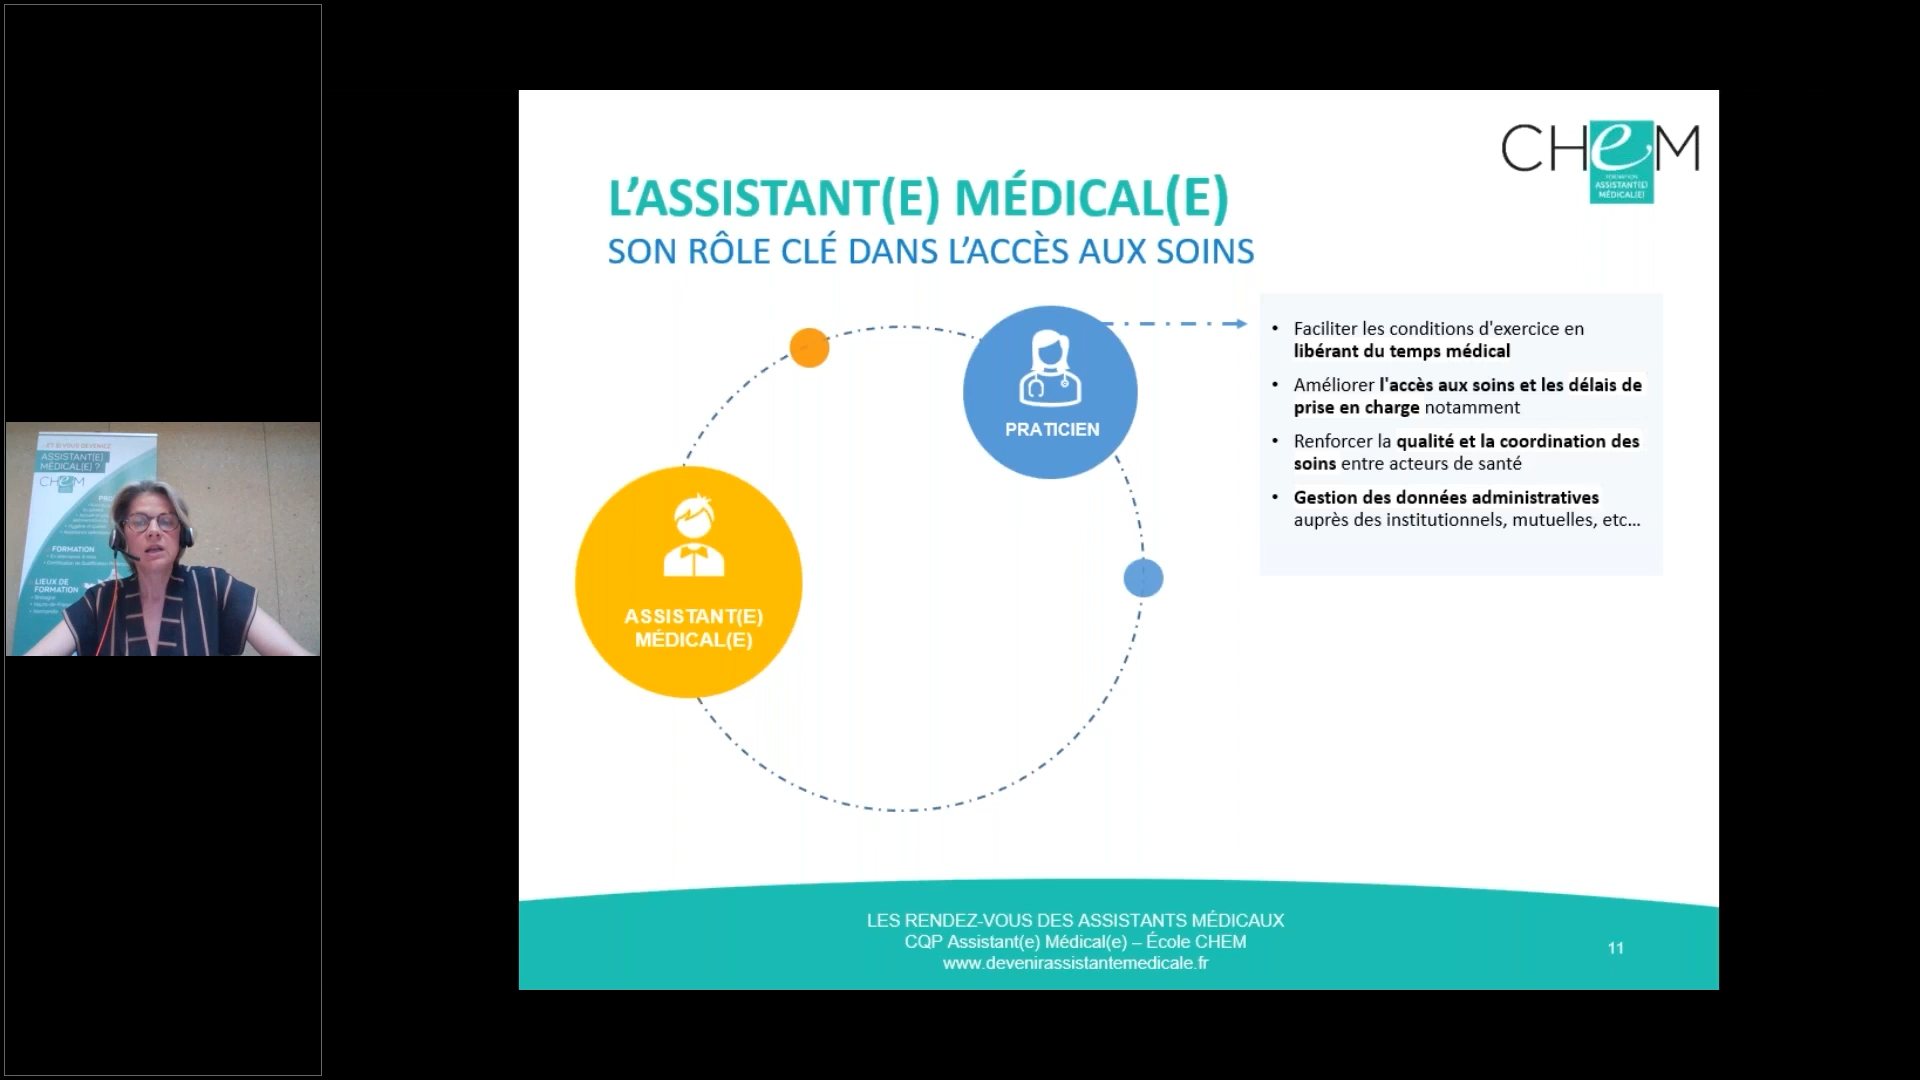 CHeM
FORMATION
ASSISTANT(E)
MÉDICAL(E)
L'ASSISTANT(E) MÉDICAL(E)
SON RÔLE CLÉ DANS L'ACCÈS AUX SOINS
PRATICIEN
ASSISTANT(E)
MÉDICAL(E)
• Faciliter les conditions d'exercice en
libérant du temps médical
• Améliorer l'accès aux soins et les délais de
prise en charge notamment
• Renforcer la qualité et la coordination des
soins entre acteurs de santé
• Gestion des données administratives
auprès des institutionnels, mutuelles, etc...
LES RENDEZ-VOUS DES ASSISTANTS MÉDICAUX
CQP Assistant(e) Médical(e) – École CHEM
www.devenirassistantemedicale.fr
11
...ET SI VOUS DEVENIEZ
ASSISTANT(E)
MÉDICAL(E) ?
CHeM
FORMATION
LIEUX DE
FORMATION